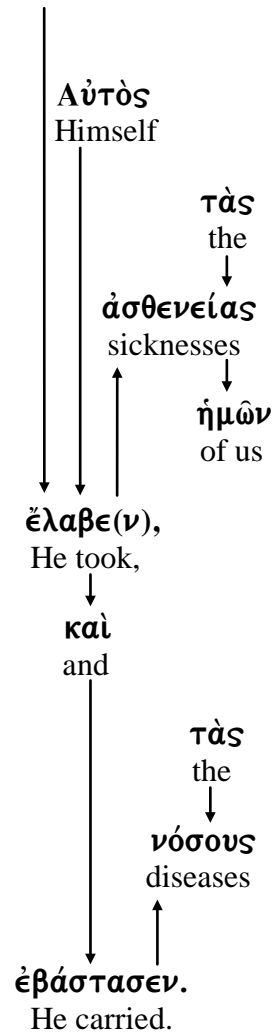 Αὐτὸς
Himself
τὰς
the
ἀσθενείας
sicknesses
ἡμῶν
of us
ἔλαβε(ν),
He took,
καὶ
and
τὰς
the
νόσους
diseases
ἐβάστασεν.
He carried.